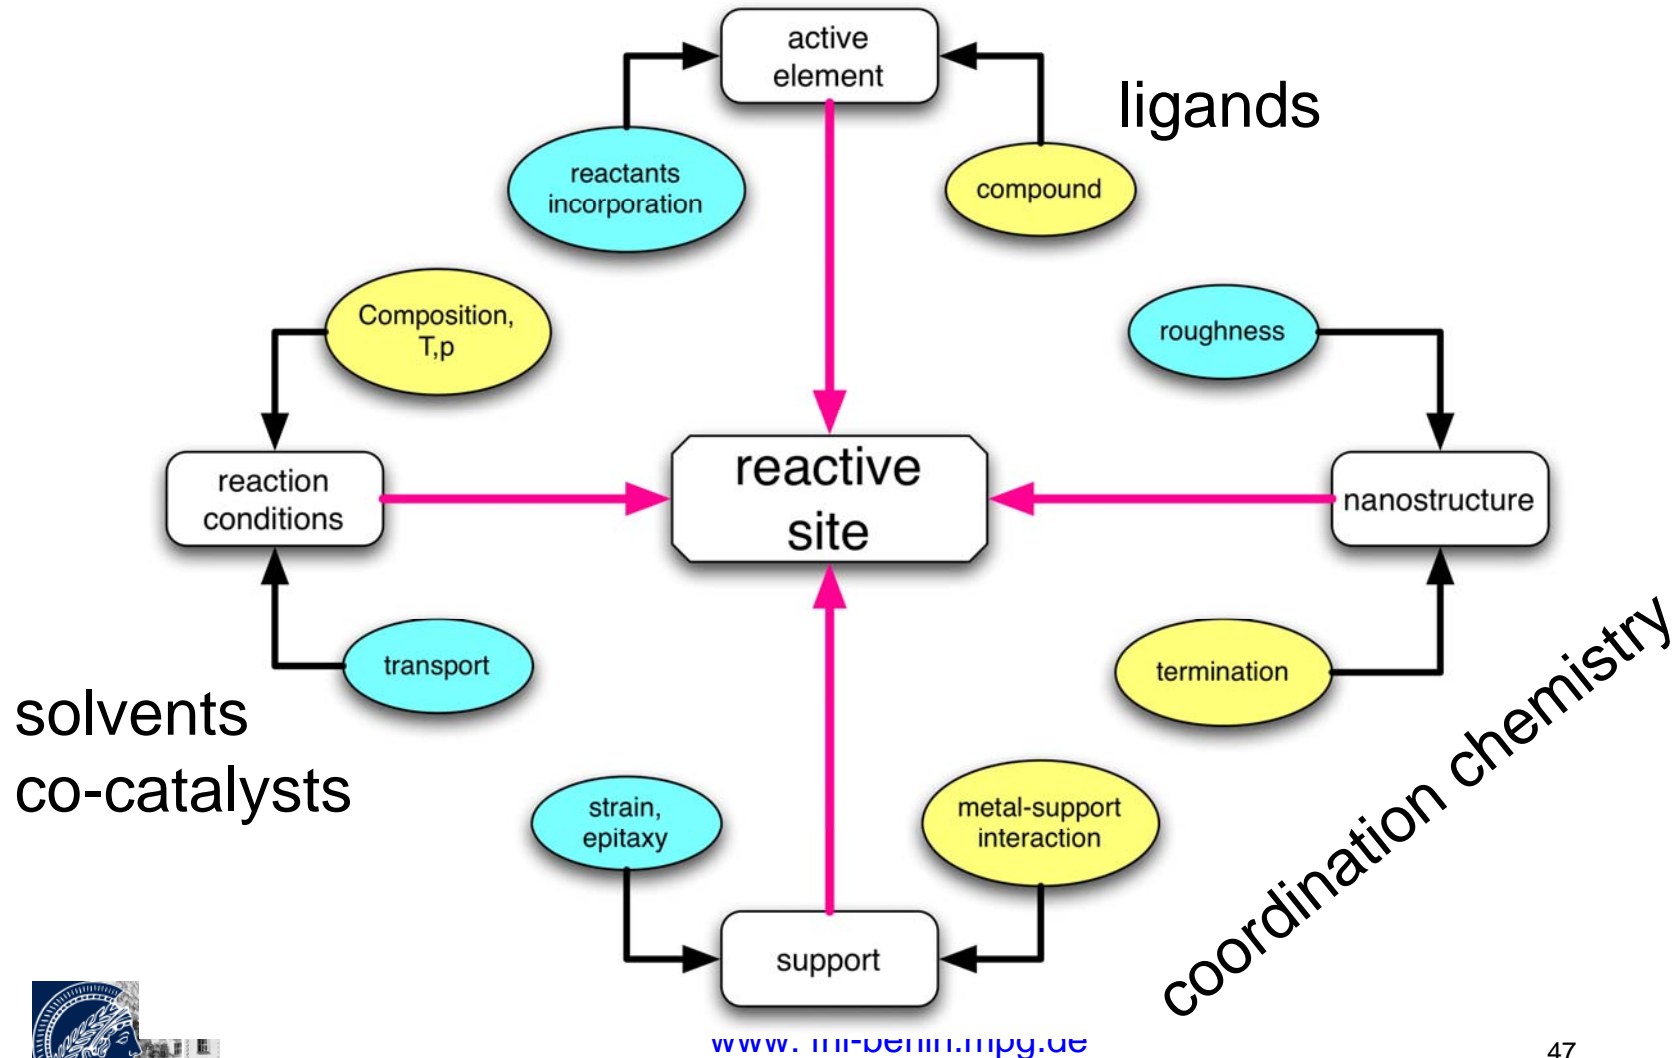 active
element
ligands
reactants
incorporation
compound
Composition,
T,p
roughness
reaction
conditions
reactive
site
nanostructure
transport
termination
solvents
co-catalysts
coordination chemistry
strain,
epitaxy
metal-support
interaction
support
47